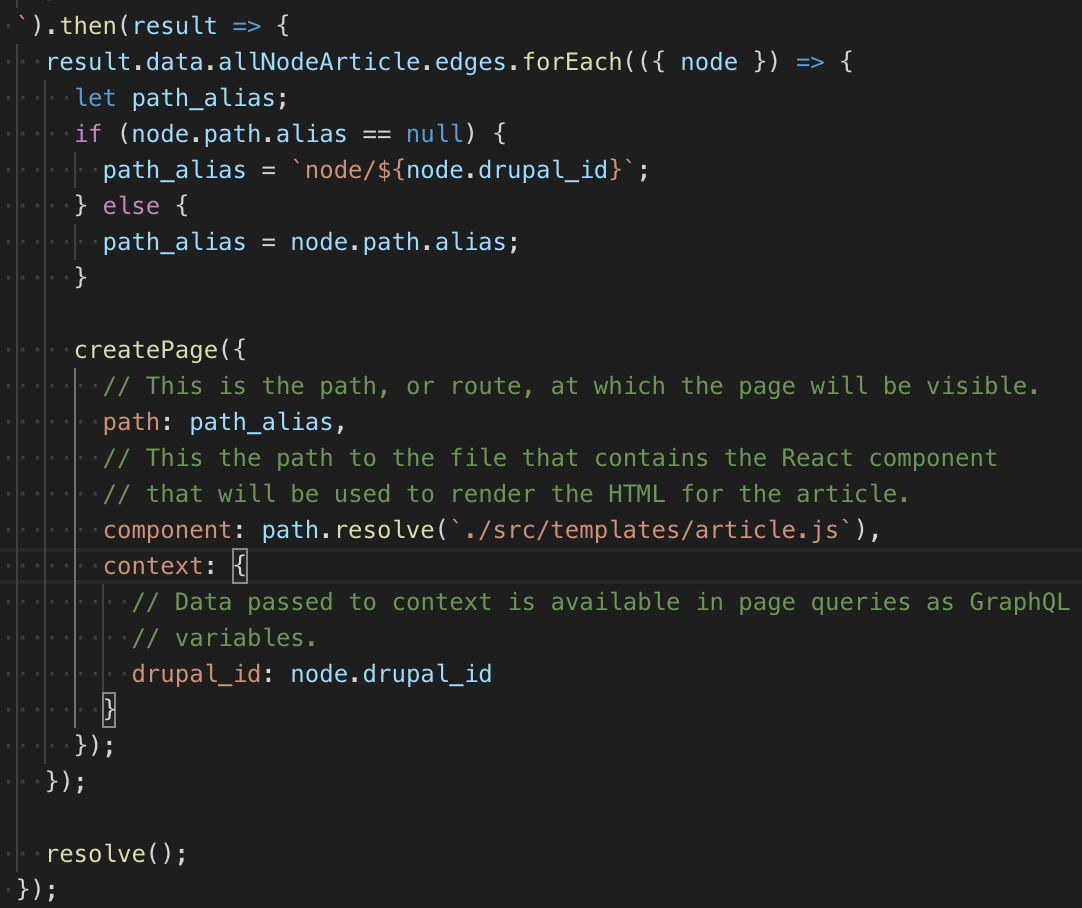 `).then(result => {
result.data.allNodeArticle.edges.forEach(({ node }) => {
let path_alias;
if (node.path.alias == null) {
path_alias = `node/${node.drupal_id}`;
} else {
path_alias = node.path.alias;
}
createPage({
// This is the path, or route, at which the page will be visible.
path: path_alias,
// This the path to the file that contains the React component
// that will be used to render the HTML for the article.
component: path.resolve(`./src/templates/article.js`),
context: {
// Data passed to context is available in page queries as GraphQL
// variables.
drupal_id: node.drupal_id
}
});
});
resolve();
});